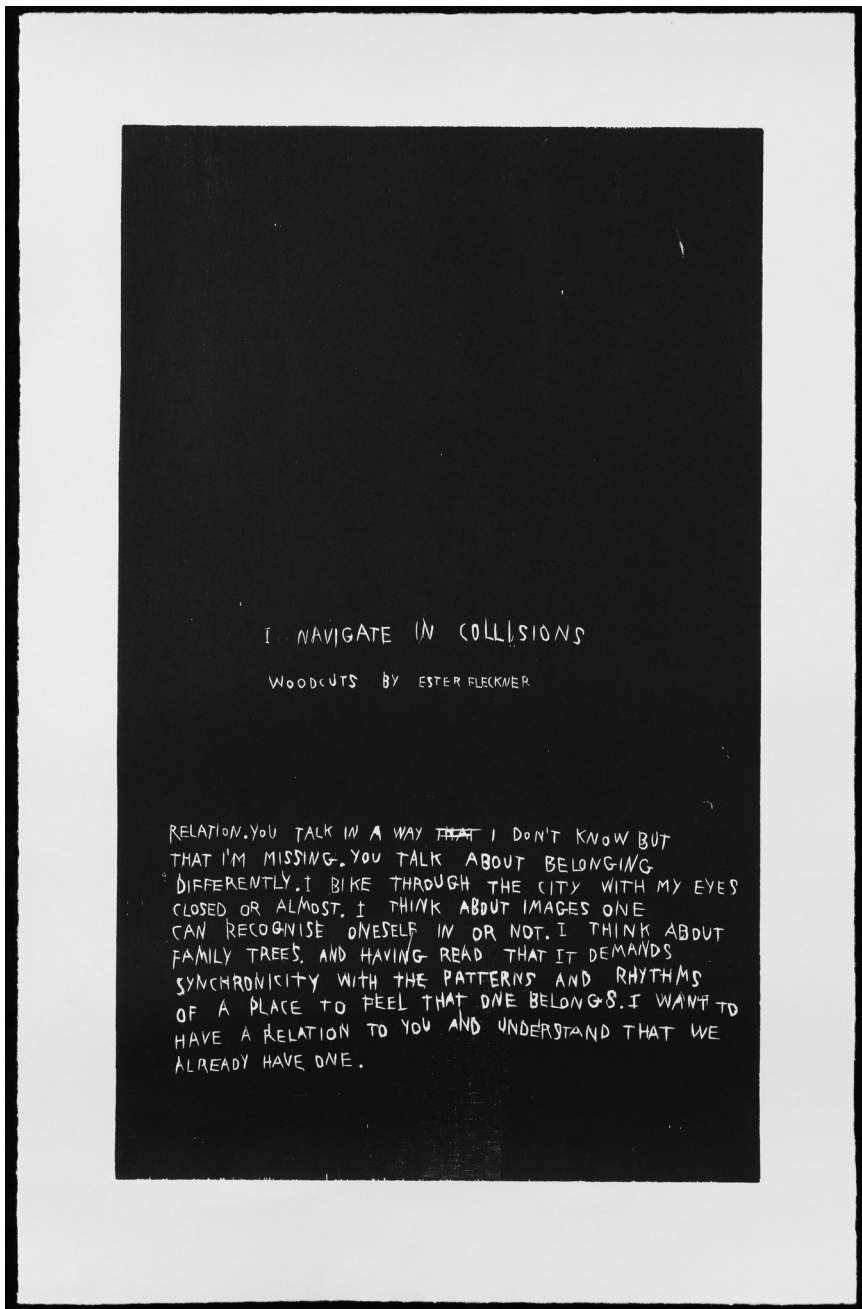 I NAVIGATE IN COLLISIONS
WOODCUTS BY ESTER FLECKNER
RELATION. YOU TALK IN A WAY THAT I DON'T KNOW BUT
THAT I'M MISSING. YOU TALK ABOUT BELONGING
DIFFERENTLY. I BIKE THROUGH THE CITY WITH MY EYES
CLOSED OR ALMOST. I THINK ABOUT IMAGES ONE
CAN RECOGNISE ONESELF IN OR NOT. I THINK ABOUT
FAMILY TREES. AND HAVING READ THAT IT DEMANDS
SYNCHRONICITY WITH THE PATTERNS AND RHYTHMS
OF A PLACE TO FEEL THAT ONE BELONGS. I WANT TO
HAVE A RELATION TO YOU AND UNDERSTAND THAT WE
ALREADY HAVE ONE.